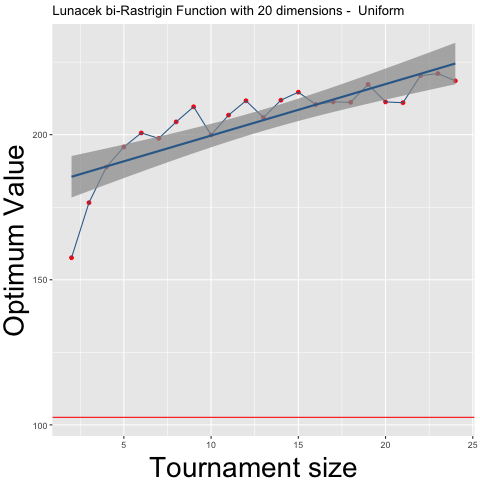 Lunacek bi-Rastrigin Function with 20 dimensions -  Uniform
Optimum Value
200
150
100
5 10 15 20 25
Tournament size